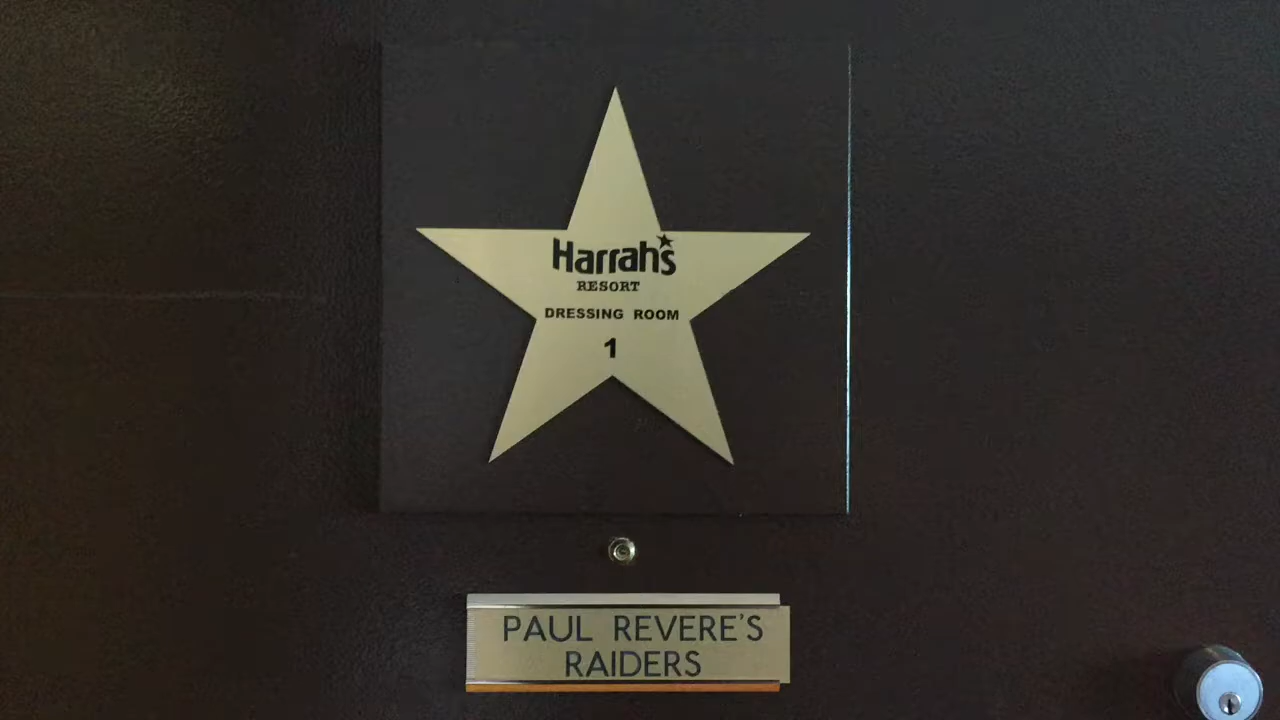 Harrah's
RESORT
DRESSING ROOM
1
PAUL REVERE'S
RAIDERS